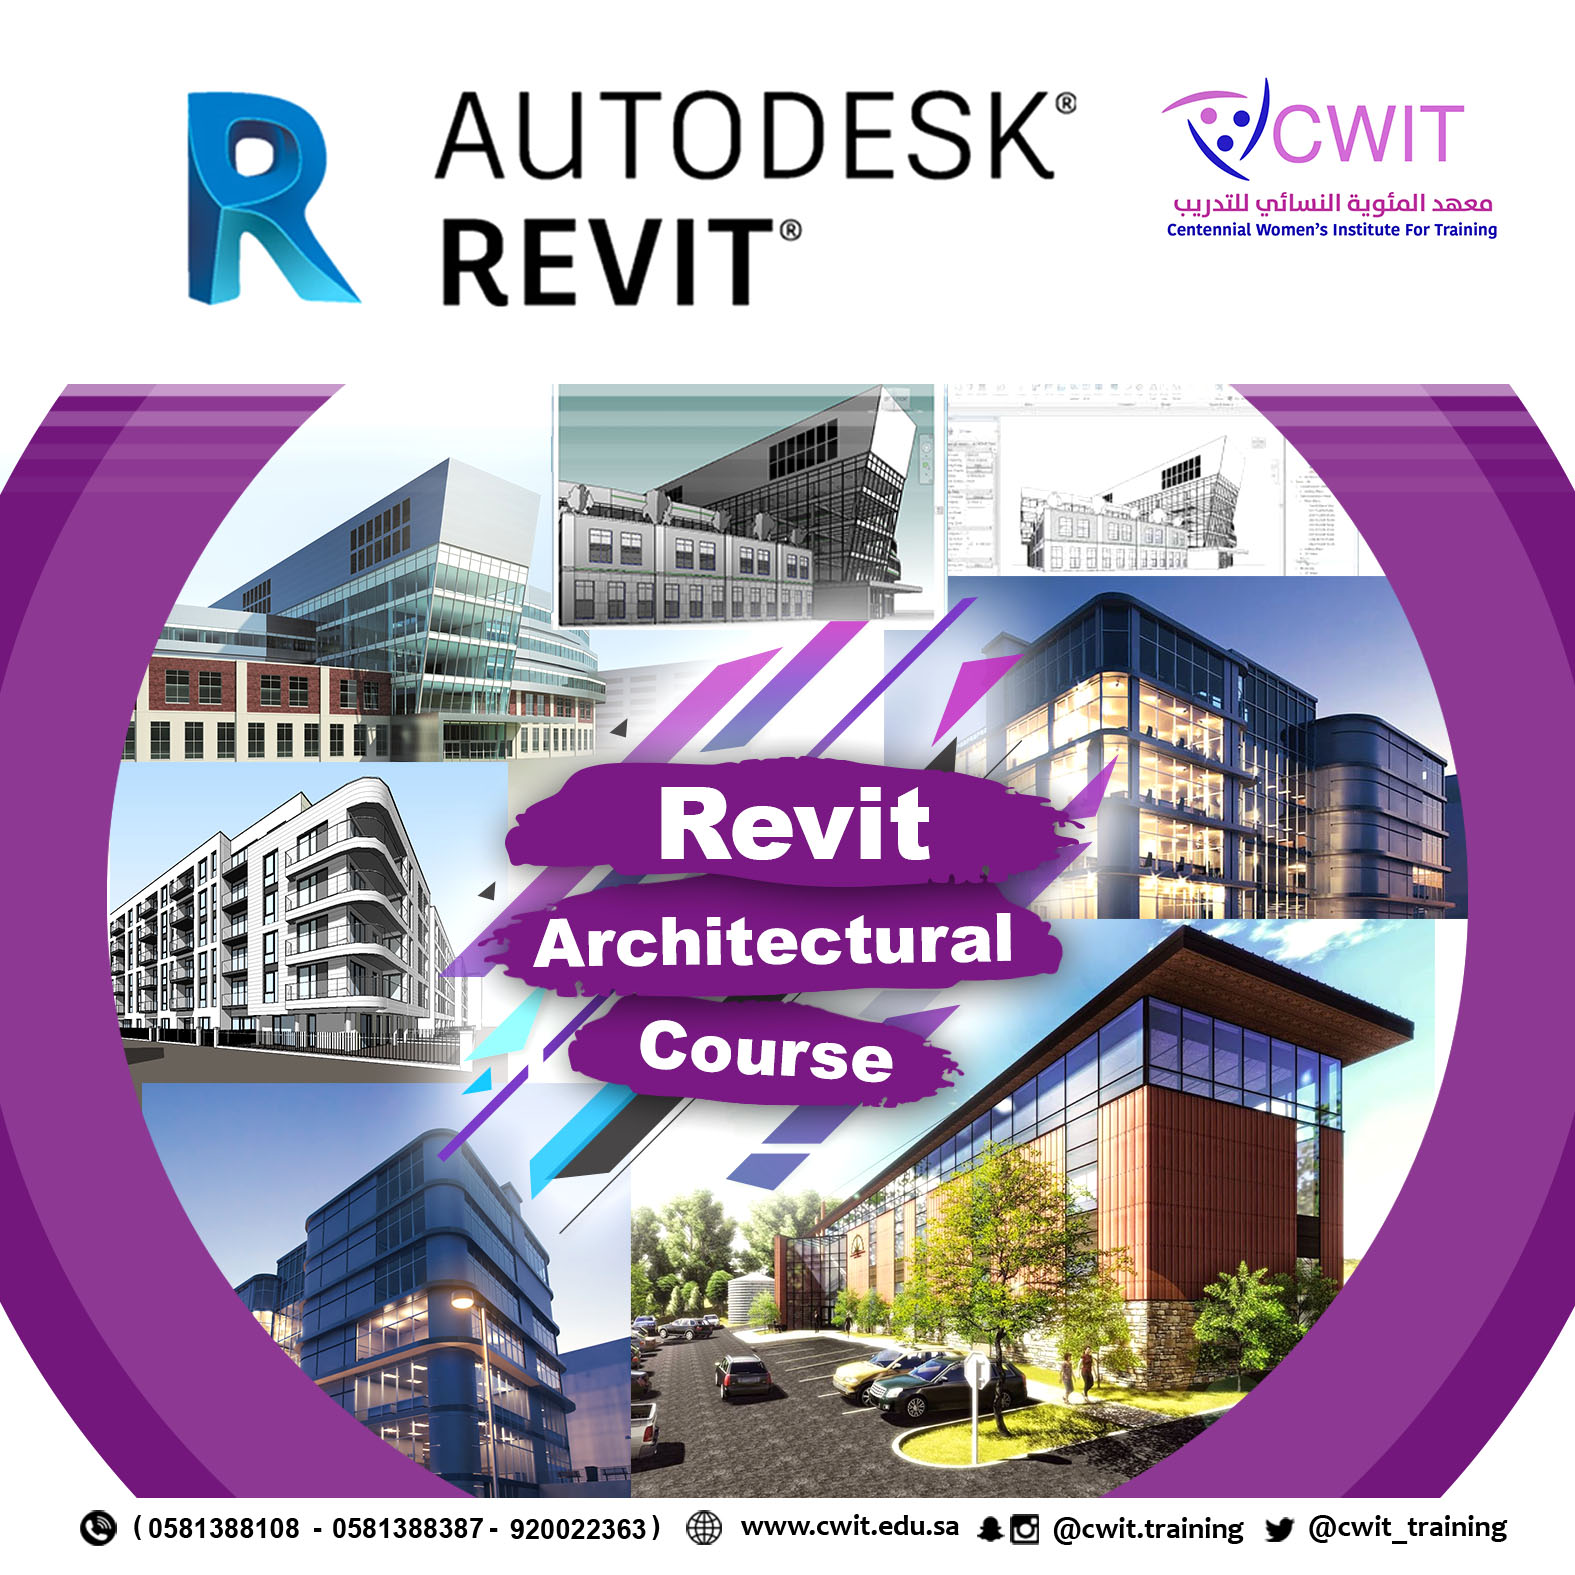 AUTODESK®
REVIT®
CWIT
معهد المئوية النسائي للتدريب
Centennial Women's Institute For Training
Revit
Architectural
Course
( 0581388108 - 0581388387 - 920022363 )
www.cwit.edu.sa
@cwit.training
@cwit_training